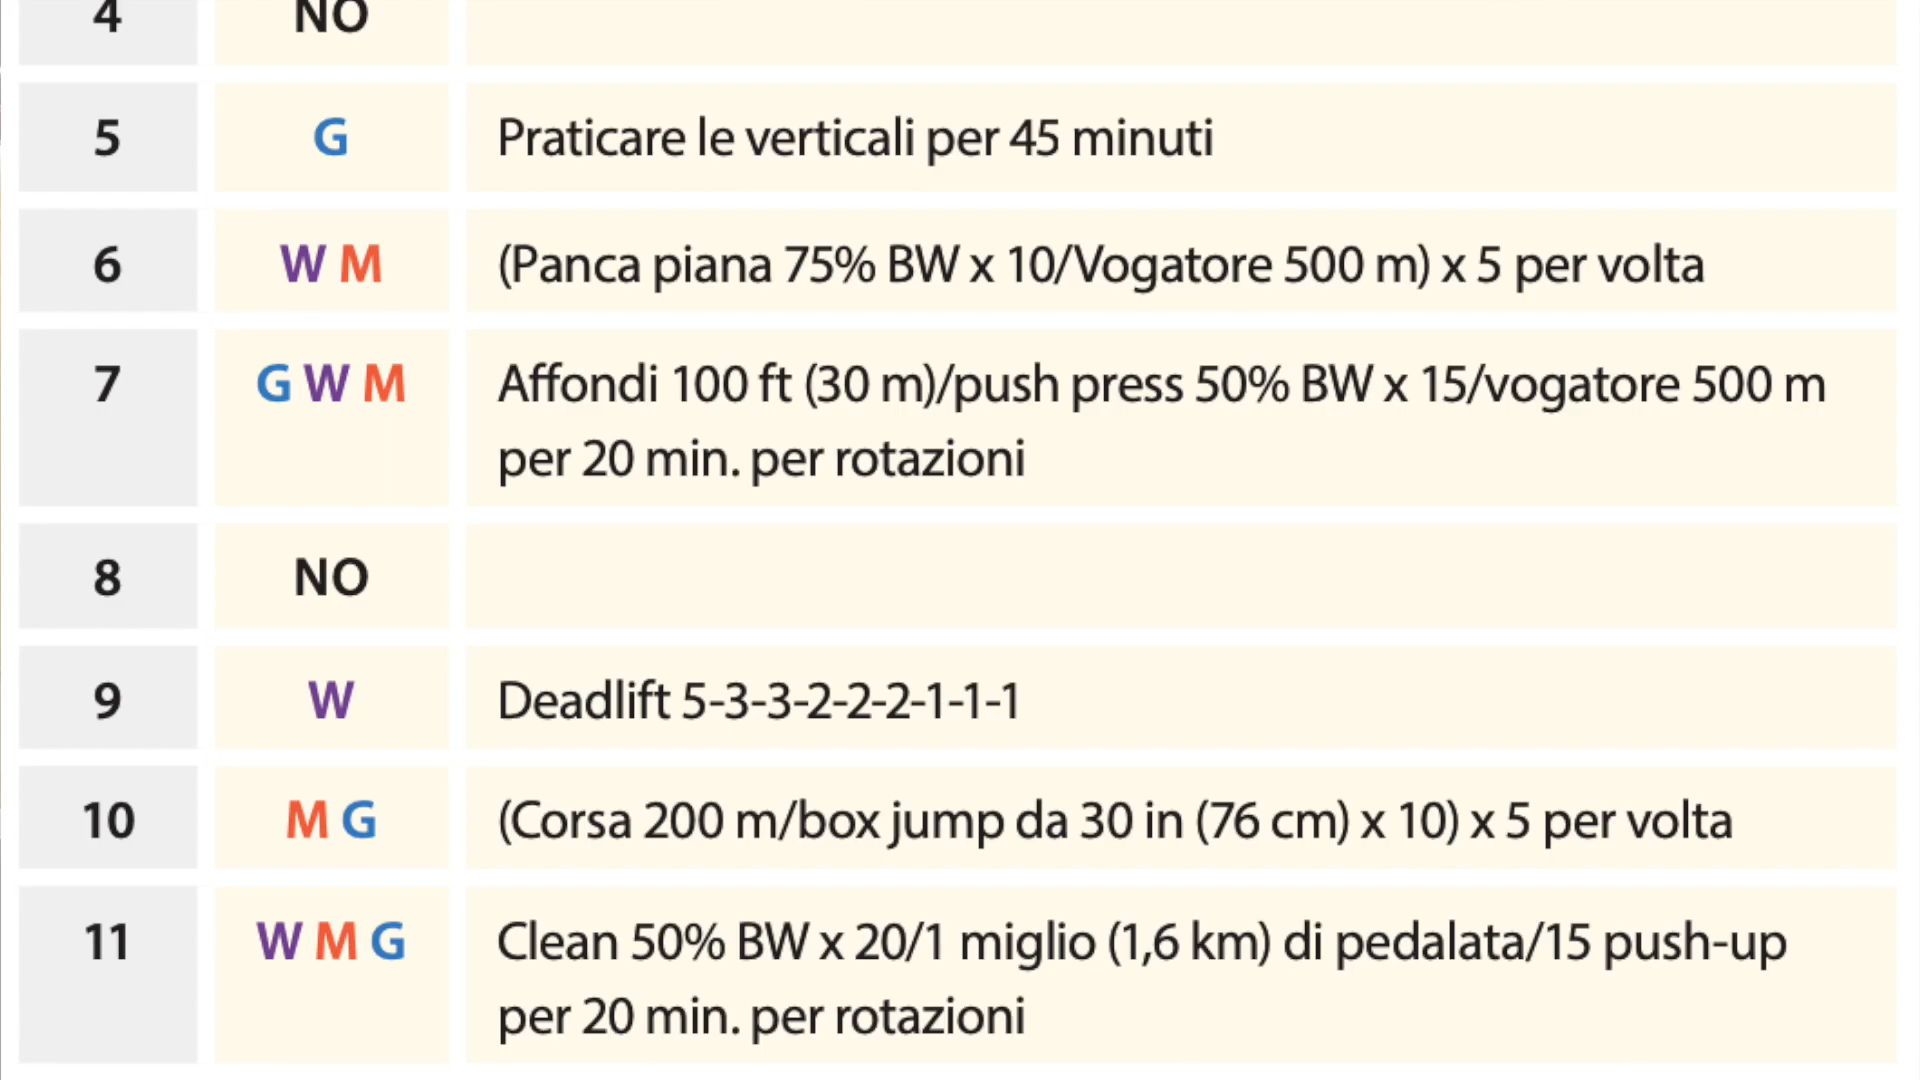 4 NO
5 G Praticare le verticali per 45 minuti
6 W M (Panca piana 75% BW x 10/Vogatore 500 m) x 5 per volta
7 G W M Affondi 100 ft (30 m)/push press 50% BW x 15/vogatore 500 m
per 20 min. per rotazioni
8 NO
9 W Deadlift 5-3-3-2-2-2-1-1-1
10 M G (Corsa 200 m/box jump da 30 in (76 cm) x 10) x 5 per volta
11 W M G Clean 50% BW x 20/1 miglio (1,6 km) di pedalata/15 push-up
per 20 min. per rotazioni